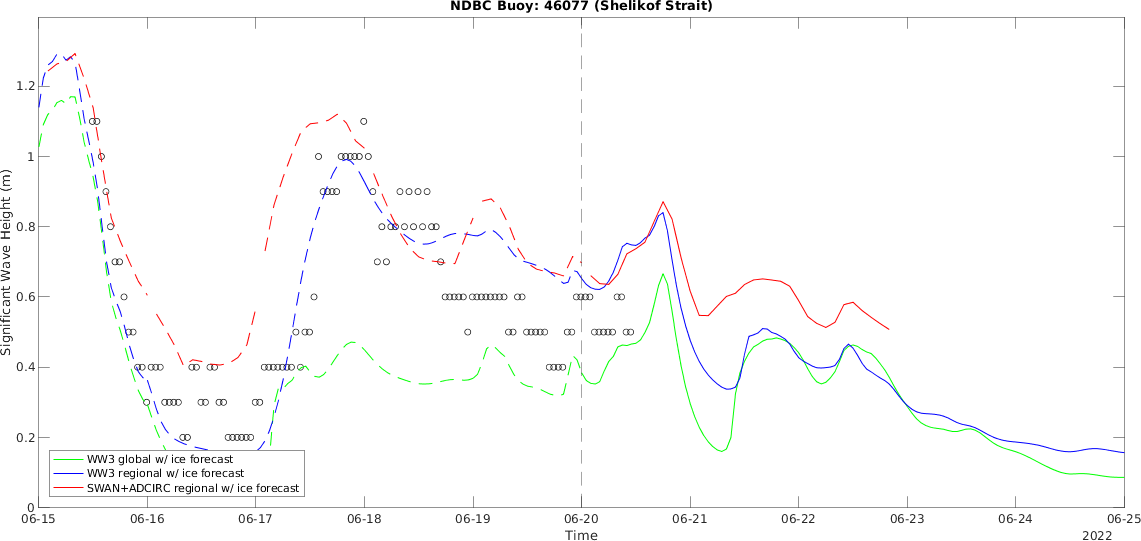 NDBC Buoy: 46077 (Shelikof Strait)
Significant Wave Height (m)
1.2
1
0.8
0.6
0.4
0.2
0
WW3 global w/ ice forecast
WW3 regional w/ ice forecast
SWAN+ADCIRC regional w/ ice forecast
06-15 06-16 06-17 06-18 06-19 06-20 06-21 06-22 06-23 06-24 06-25
Time
2022